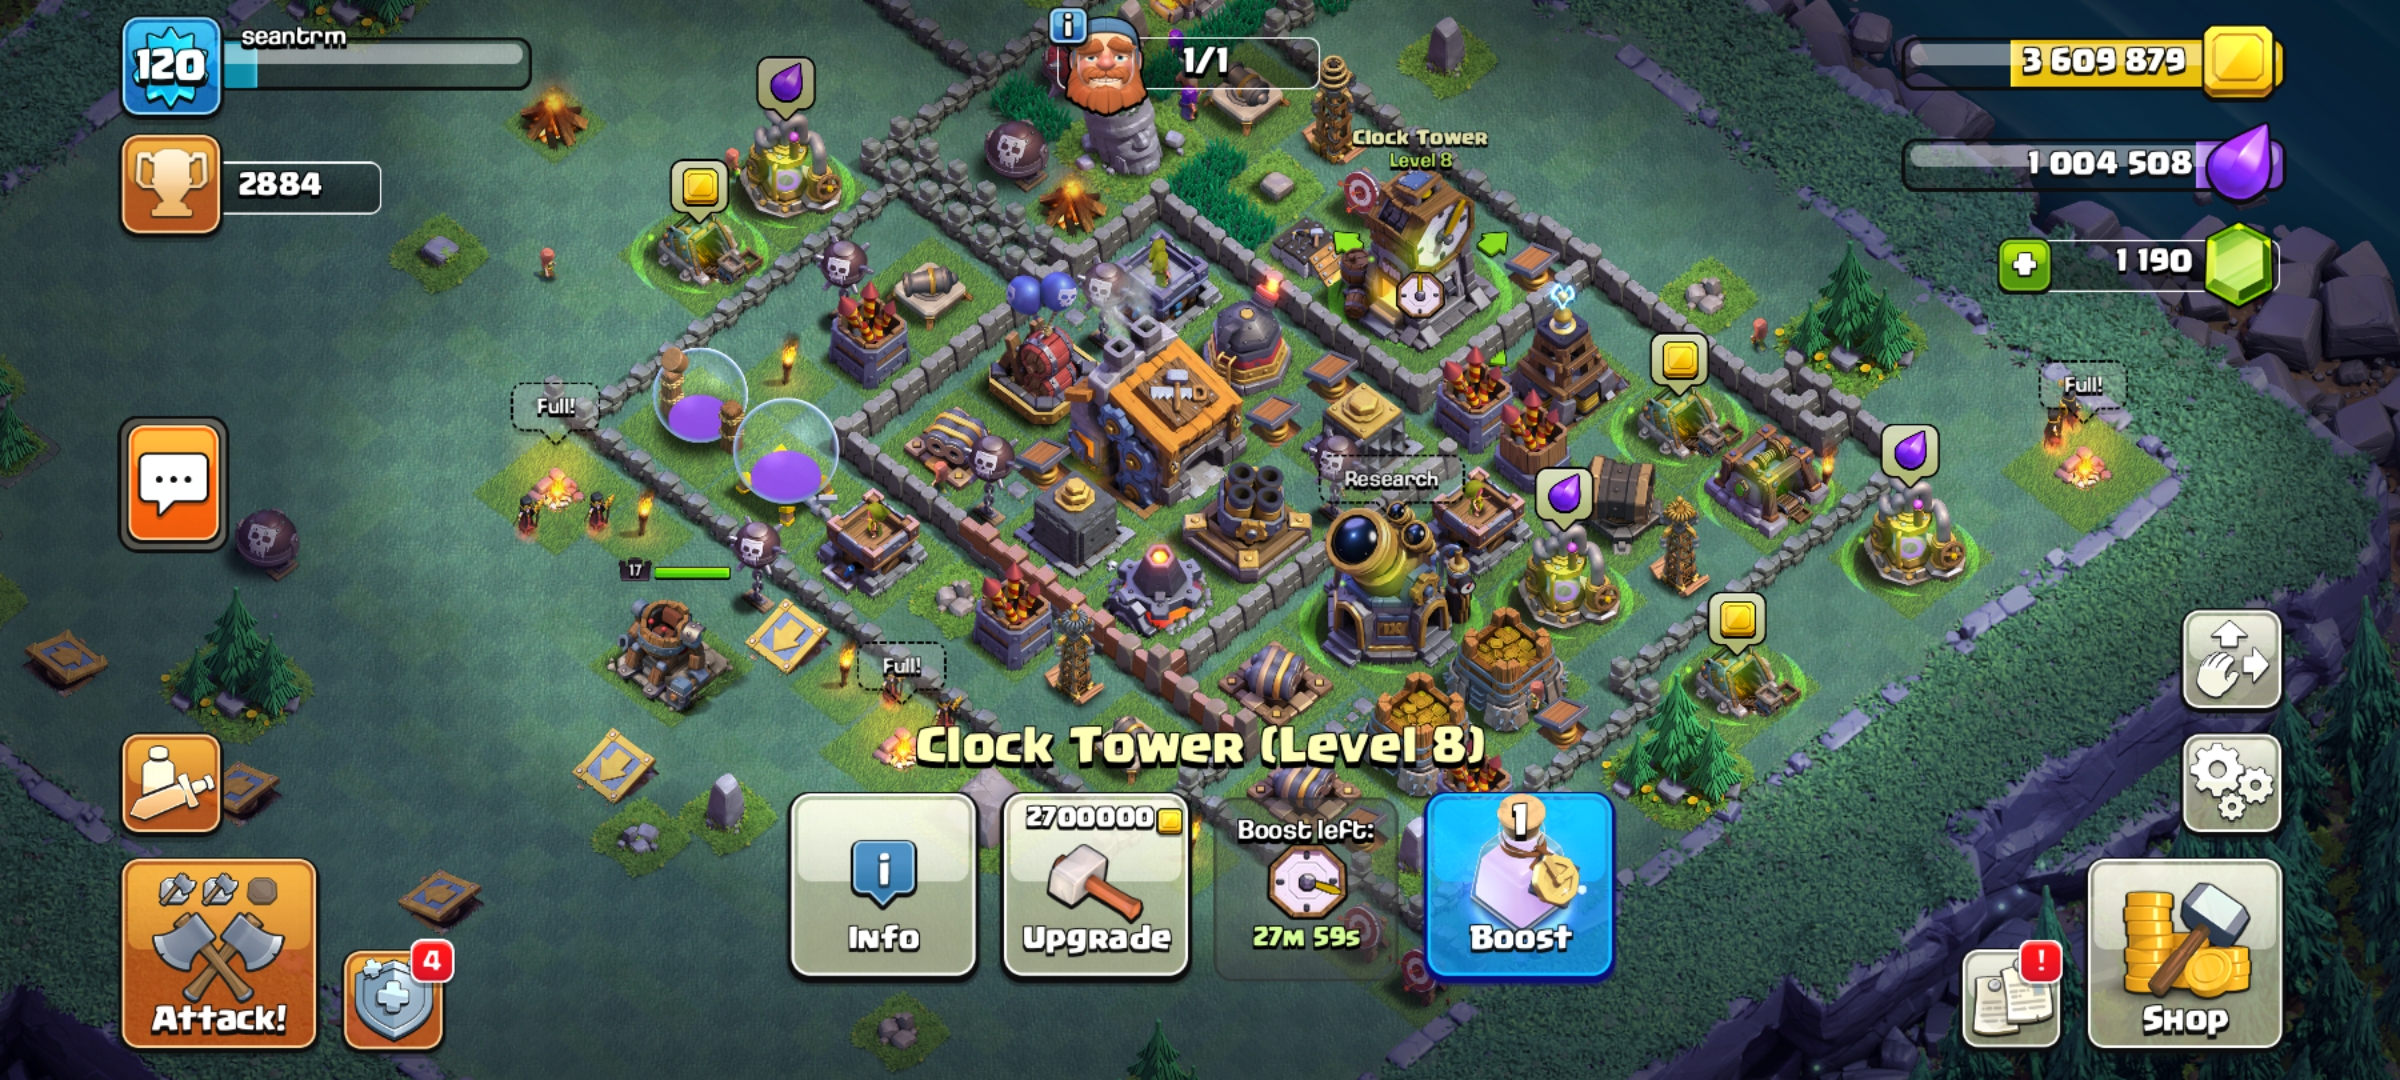 120
seantrm
2884
1/1
3 609 879
1 004 508
1 190
Clock Tower
Level 8
Full!
Full!
Research
17
Full!
Clock Tower (Level 8)
Info
2700000
Upgrade
Boost left:
27m 59s
1
Boost
Attack!
4
!
Shop